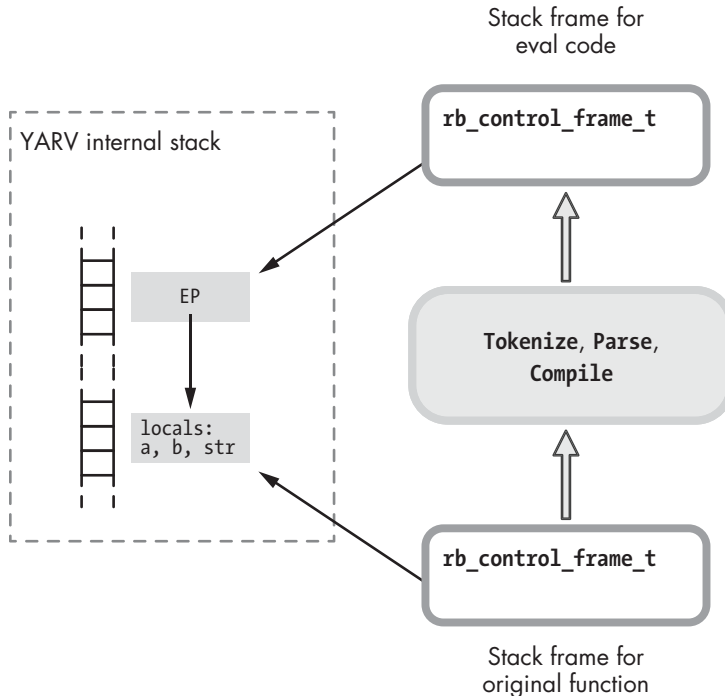 Stack frame for
eval code
rb_control_frame_t
YARV internal stack
EP
Tokenize, Parse,
Compile
locals:
a, b, str
rb_control_frame_t
Stack frame for
original function